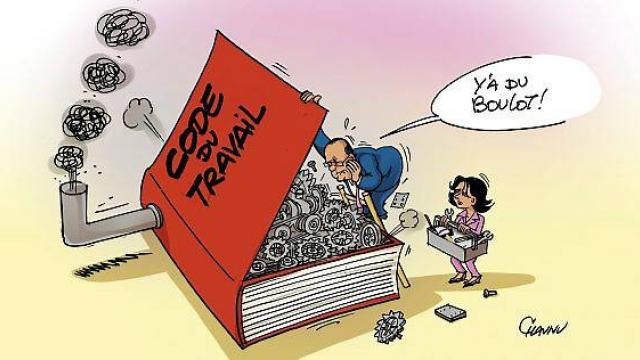 CODE
DU
TRAVAIL
Y'A DU
BOULOT!
CHAUNU